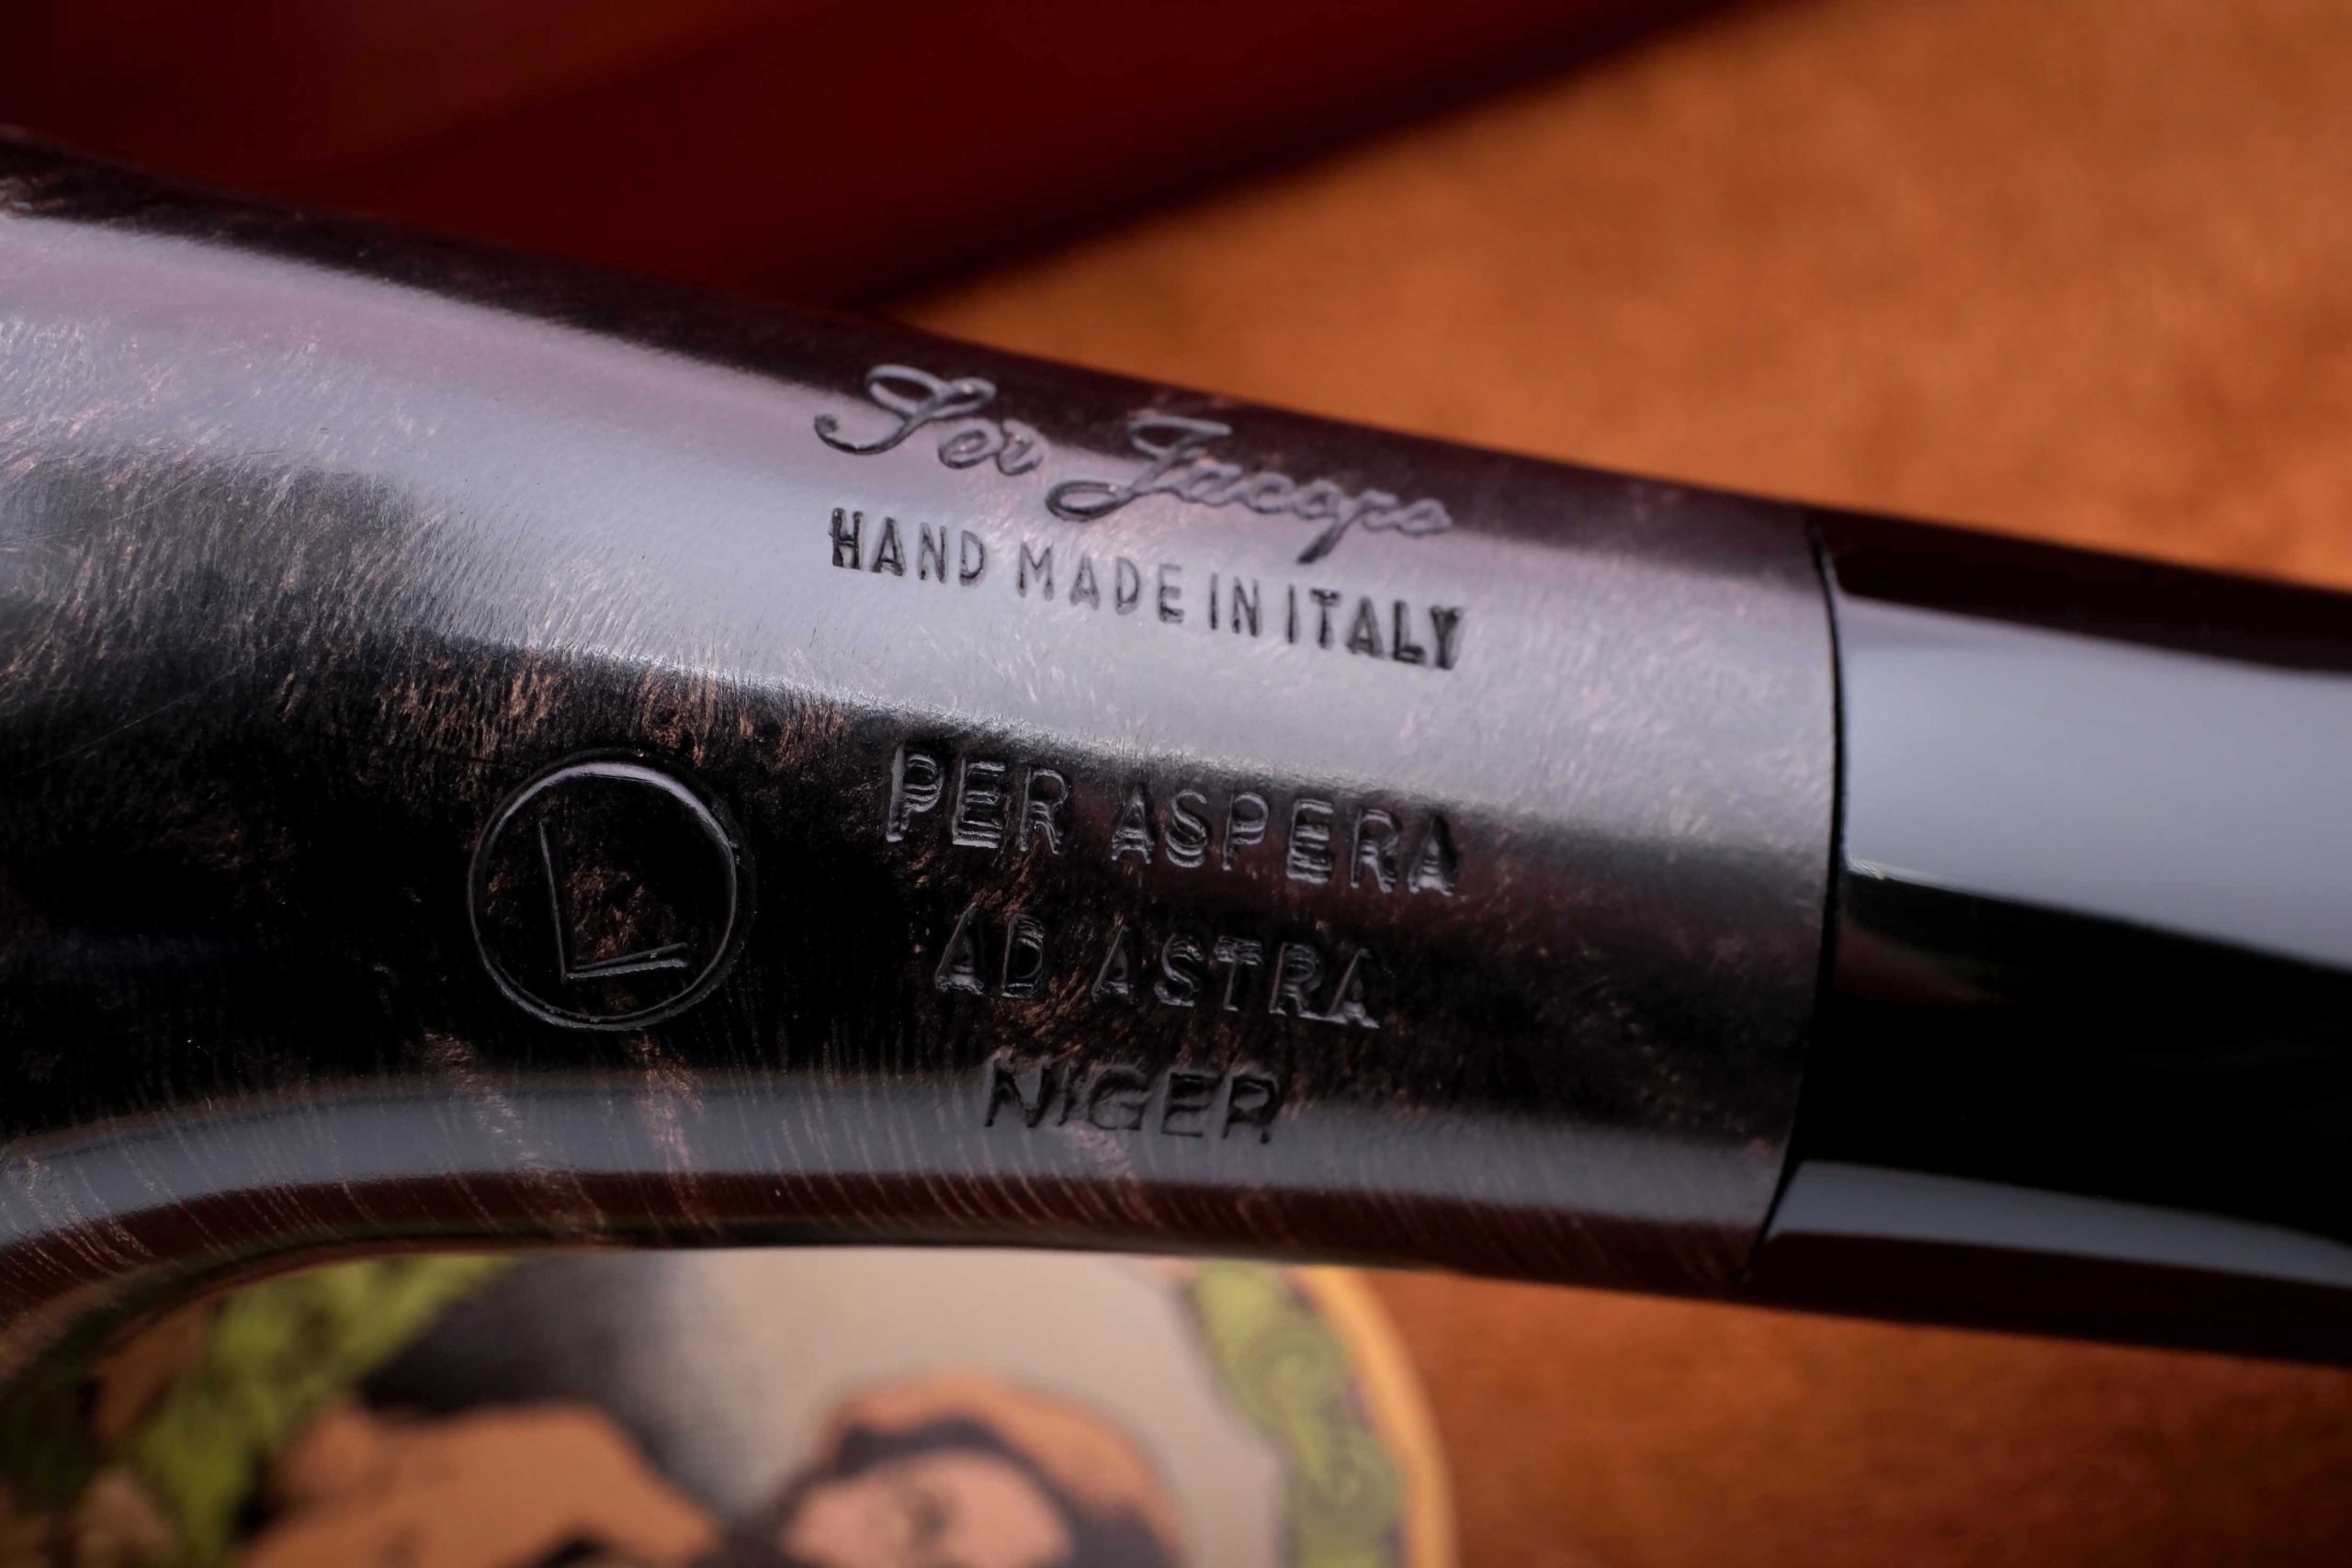 Ser Jacopo
HAND MADE IN ITALY
L
PER ASPERA
AD ASTRA
NIGER